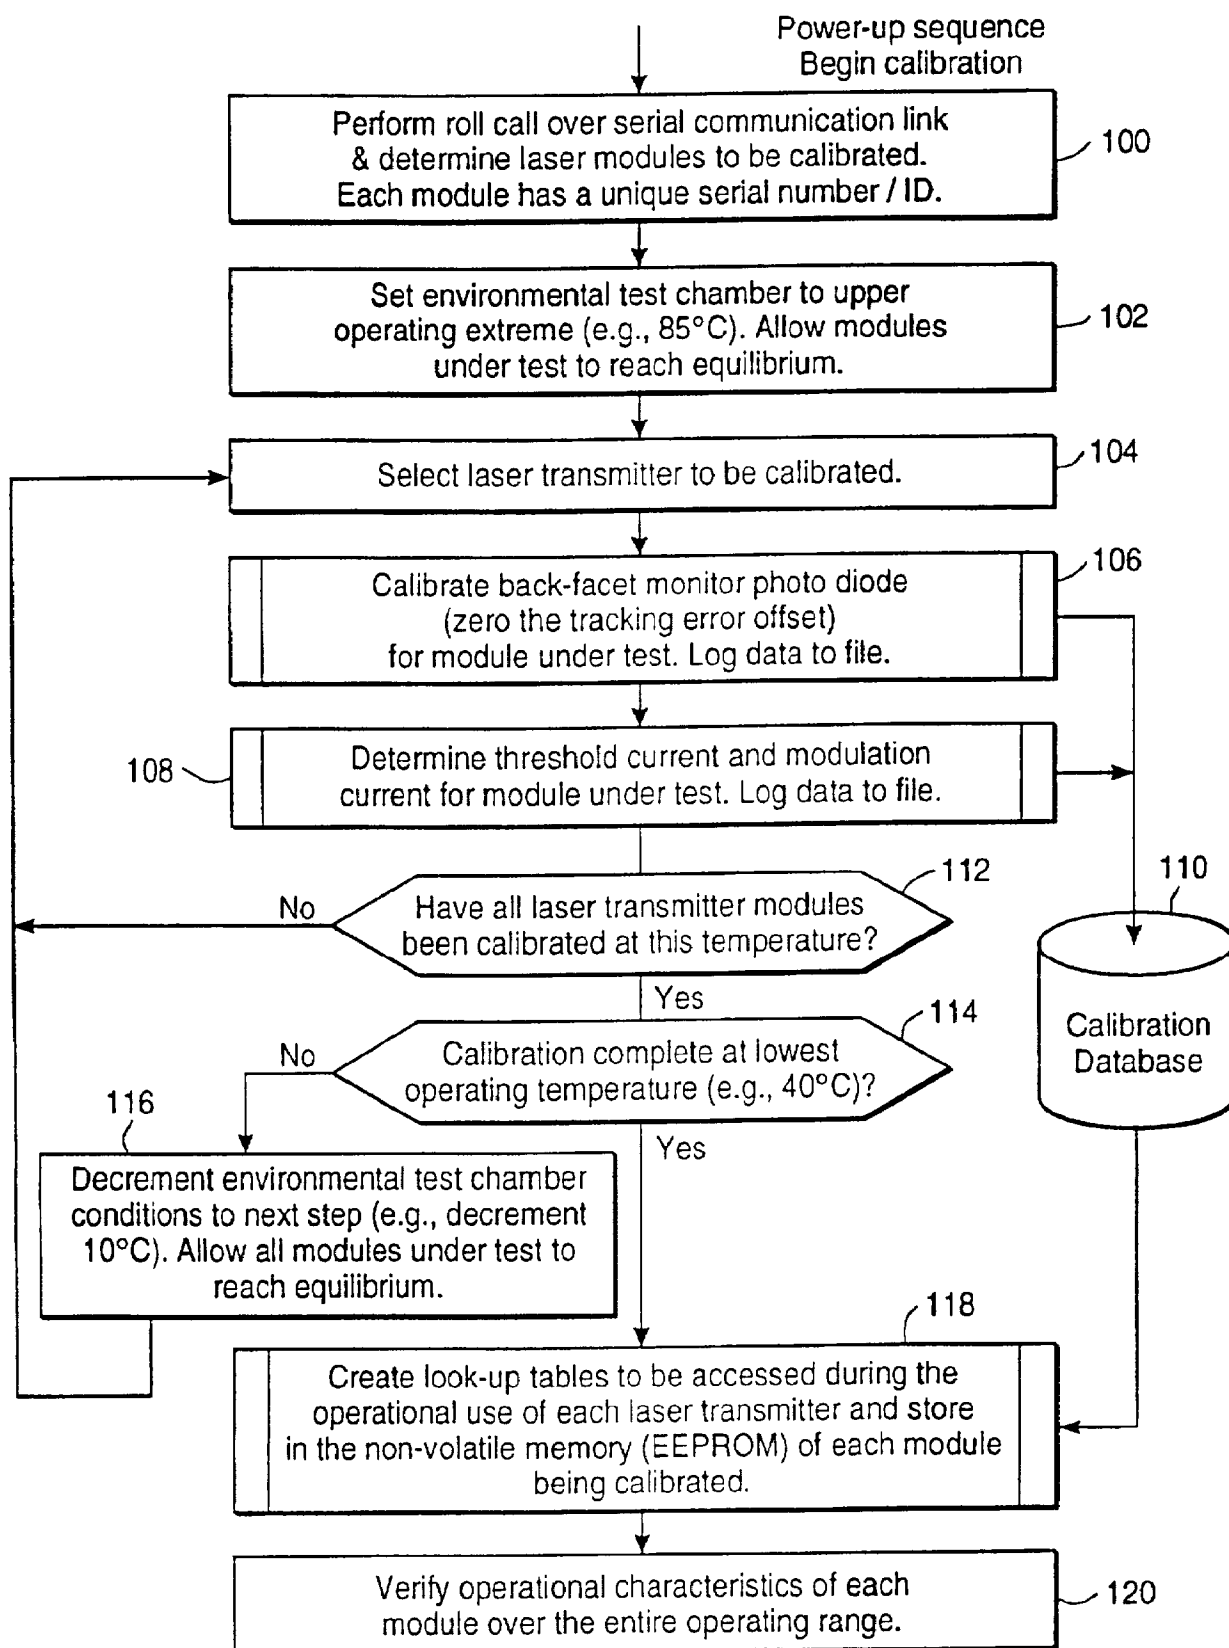 Power-up sequence
Begin calibration
Perform roll call over serial communication link
& determine laser modules to be calibrated.
Each module has a unique serial number / ID.
100
Set environmental test chamber to upper
operating extreme (e.g., 85°C). Allow modules
under test to reach equilibrium.
102
Select laser transmitter to be calibrated.
104
Calibrate back-facet monitor photo diode
(zero the tracking error offset)
for module under test. Log data to file.
106
Determine threshold current and modulation
current for module under test. Log data to file.
108
Have all laser transmitter modules
been calibrated at this temperature?
112
No
Yes
110
Calibration
Database
Calibration complete at lowest
operating temperature (e.g., 40°C)?
114
No
Yes
116
Decrement environmental test chamber
conditions to next step (e.g., decrement
10°C). Allow all modules under test to
reach equilibrium.
118
Create look-up tables to be accessed during the
operational use of each laser transmitter and store
in the non-volatile memory (EEPROM) of each module
being calibrated.
Verify operational characteristics of each
module over the entire operating range.
120